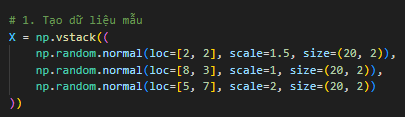 # 1. Tạo dữ liệu mẫu
X = np.vstack((
    np.random.normal(loc=[2, 2], scale=1.5, size=(20, 2)),
    np.random.normal(loc=[8, 3], scale=1, size=(20, 2)),
    np.random.normal(loc=[5, 7], scale=2, size=(20, 2))
))